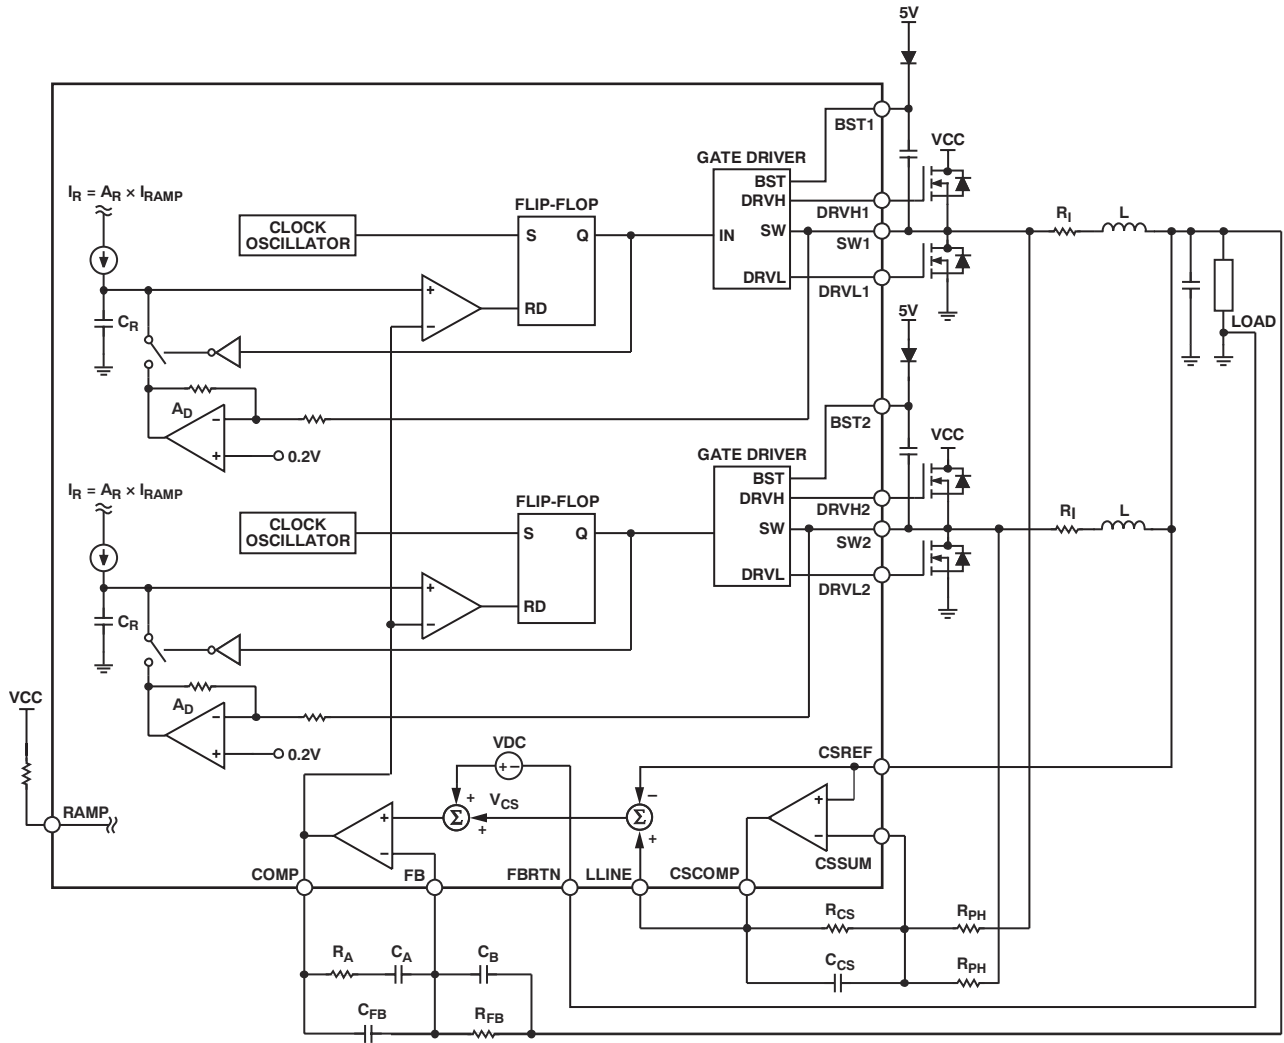 5V
BST1
VCC
GATE DRIVER
I_R = A_R × I_RAMP
BST
DRVH
DRVH1
FLIP-FLOP
CLOCK
OSCILLATOR
S
Q
IN
SW
SW1
R_I
L
DRVL
DRVL1
+
−
RD
C_R
5V
LOAD
A_D
−
+
0.2V
BST2
VCC
GATE DRIVER
I_R = A_R × I_RAMP
BST
DRVH
DRVH2
FLIP-FLOP
CLOCK
OSCILLATOR
S
Q
SW
SW2
R_I
L
DRVL
DRVL2
+
−
RD
C_R
VCC
A_D
−
+
0.2V
VDC
+ −
CSREF
RAMP
+
−
+
Σ
+
V_CS
−
Σ
+
+
−
CSSUM
COMP
FB
FBRTN
LLINE
CSCOMP
R_CS
R_PH
R_A
C_A
C_B
C_CS
R_PH
C_FB
R_FB